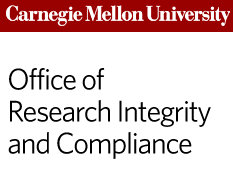 Carnegie Mellon University
Office of
Research Integrity
and Compliance